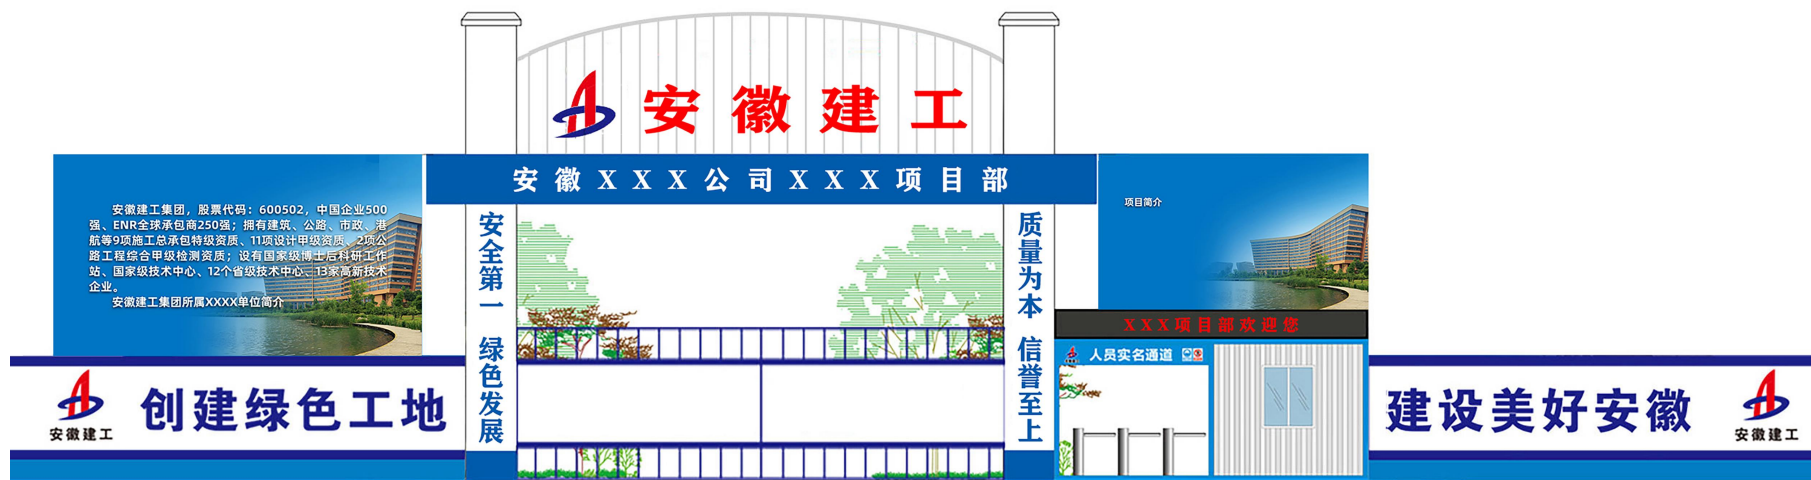 安徽建工
安徽XXX公司XXX项目部
安徽建工集团，股票代码：600502，中国企业500
强、ENR全球承包商250强；拥有建筑、公路、市政、港
航等9项施工总承包特级资质、11项设计甲级资质、2项公
路工程综合甲级检测资质；设有国家级博士后科研工作
站、国家级技术中心、12个省级技术中心、13家高新技术
企业。
安徽建工集团所属XXXX单位简介
安全第一 绿色发展
质量为本 信誉至上
项目简介
XXX项目部欢迎您
人员实名通道
安徽建工
创建绿色工地
建设美好安徽
安徽建工